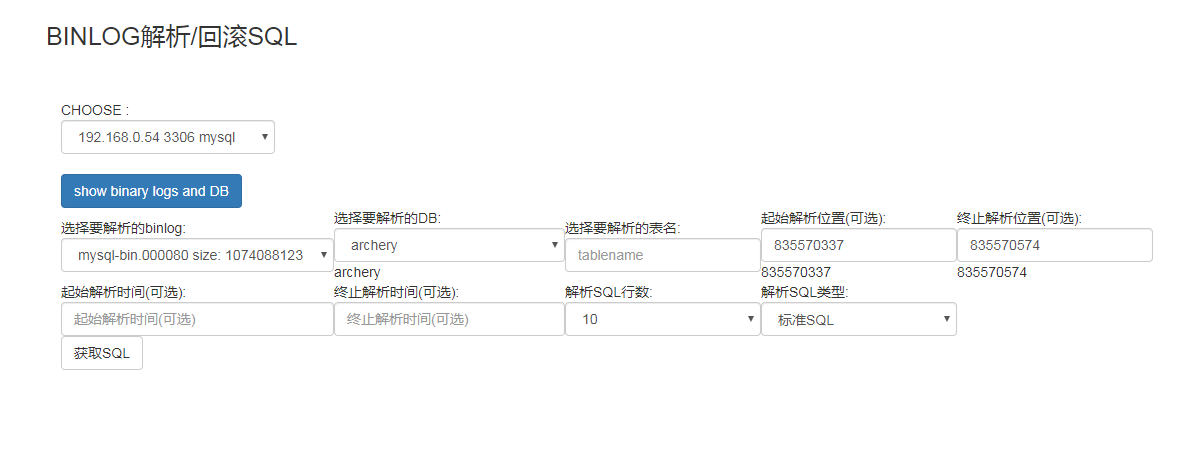 BINLOG解析/回滚SQL
CHOOSE :
192.168.0.54 3306 mysql
show binary logs and DB
选择要解析的binlog:
mysql-bin.000080 size: 1074088123
选择要解析的DB:
archery
archery
选择要解析的表名:
tablename
起始解析位置(可选):
835570337
835570337
终止解析位置(可选):
835570574
835570574
起始解析时间(可选):
起始解析时间(可选)
终止解析时间(可选):
终止解析时间(可选)
解析SQL行数:
10
解析SQL类型:
标准SQL
获取SQL